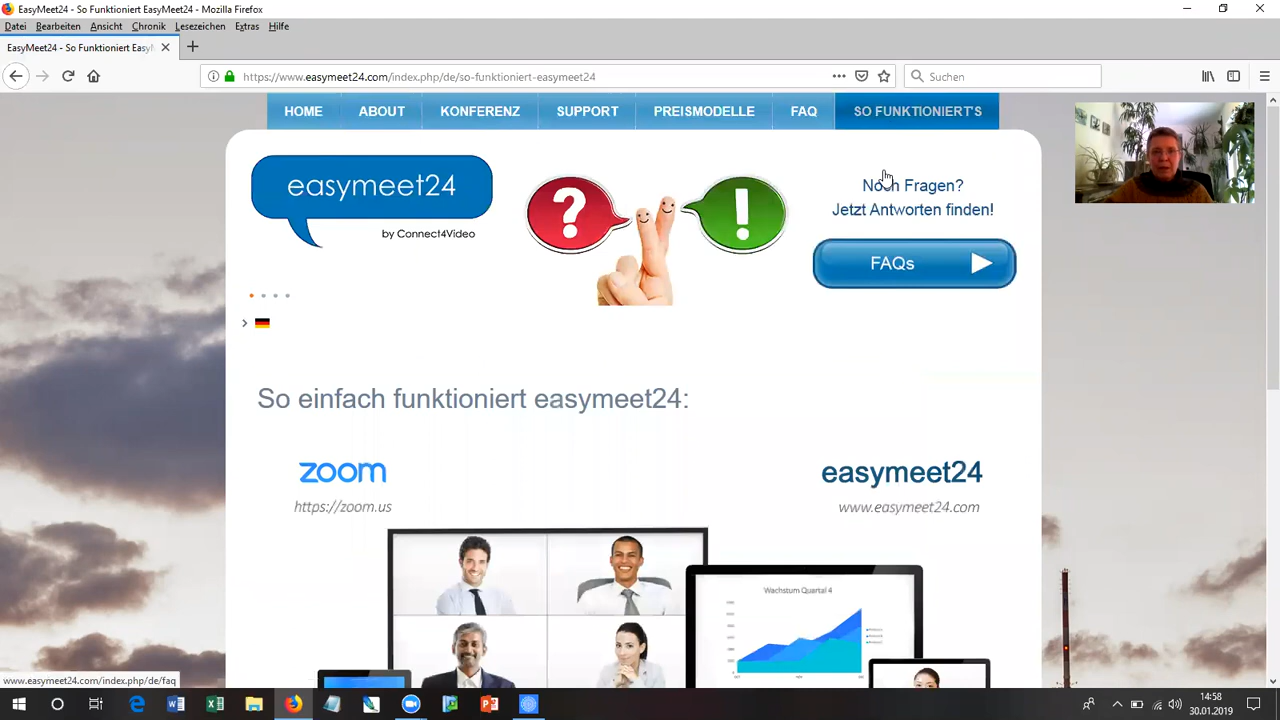 EasyMeet24 - So Funktioniert EasyMeet24 - Mozilla Firefox
Datei Bearbeiten Ansicht Chronik Lesezeichen Extras Hilfe
EasyMeet24 - So Funktioniert EasyM
https://www.easymeet24.com/index.php/de/so-funktioniert-easymeet24
Suchen
HOME ABOUT KONFERENZ SUPPORT PREISMODELLE FAQ SO FUNKTIONIERT'S
easymeet24
by Connect4Video
?
!
Noch Fragen?
Jetzt Antworten finden!
FAQs
So einfach funktioniert easymeet24:
zoom
https://zoom.us
easymeet24
www.easymeet24.com
Wachstum Quartal 4
www.easymeet24.com/index.php/de/faq
14:58
30.01.2019